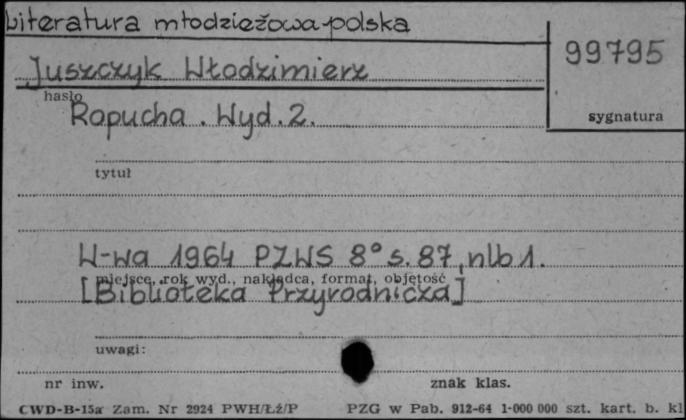 Literatura młodzieżowa-polska
99795
Juszczyk Włodzimierz
hasło
Ropucha. Wyd. 2.
sygnatura
tytuł
W-wa 1964 PZWS 8° s. 87, nlb 1.
miejsce, rok wyd., nakładca, format, objętość
[Biblioteka Przyrodnicza]
uwagi:
nr inw. znak klas.
CWD-B-15a Zam. Nr 2924 PWH/Łź/P PZG w Pab. 912-64 1-000 000 szt. kart. b. kl